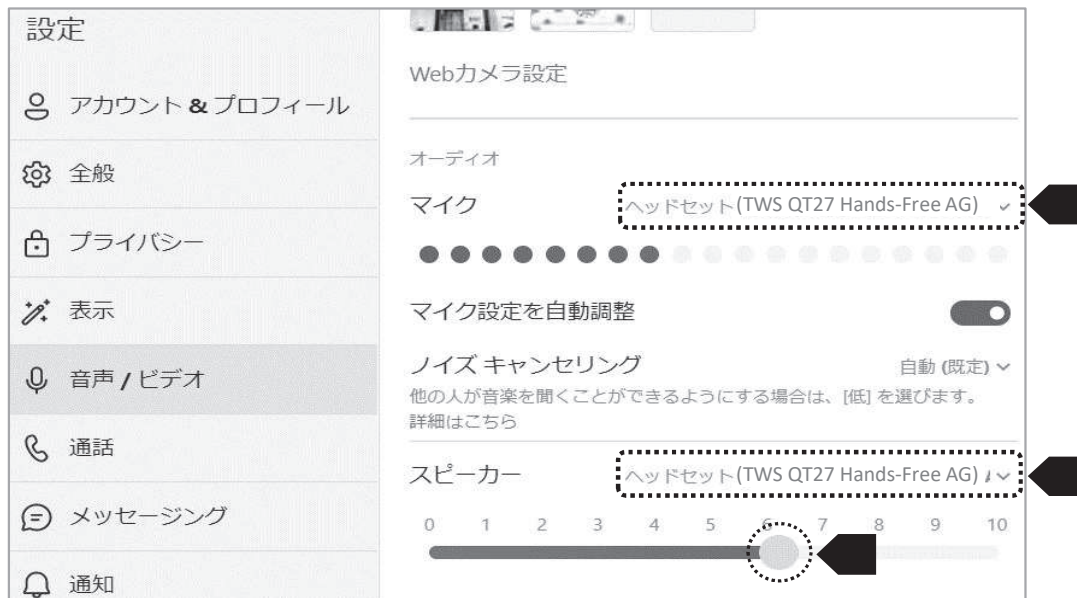 設定
アカウント & プロフィール
全般
プライバシー
表示
音声 / ビデオ
通話
メッセージング
通知
Webカメラ設定
オーディオ
マイク
ヘッドセット(TWS QT27 Hands-Free AG)
マイク設定を自動調整
ノイズ キャンセリング
自動 (既定)
他の人が音楽を聞くことができるようにする場合は、[低] を選びます。
詳細はこちら
スピーカー
ヘッドセット(TWS QT27 Hands-Free AG)
0 1 2 3 4 5 6 7 8 9 10